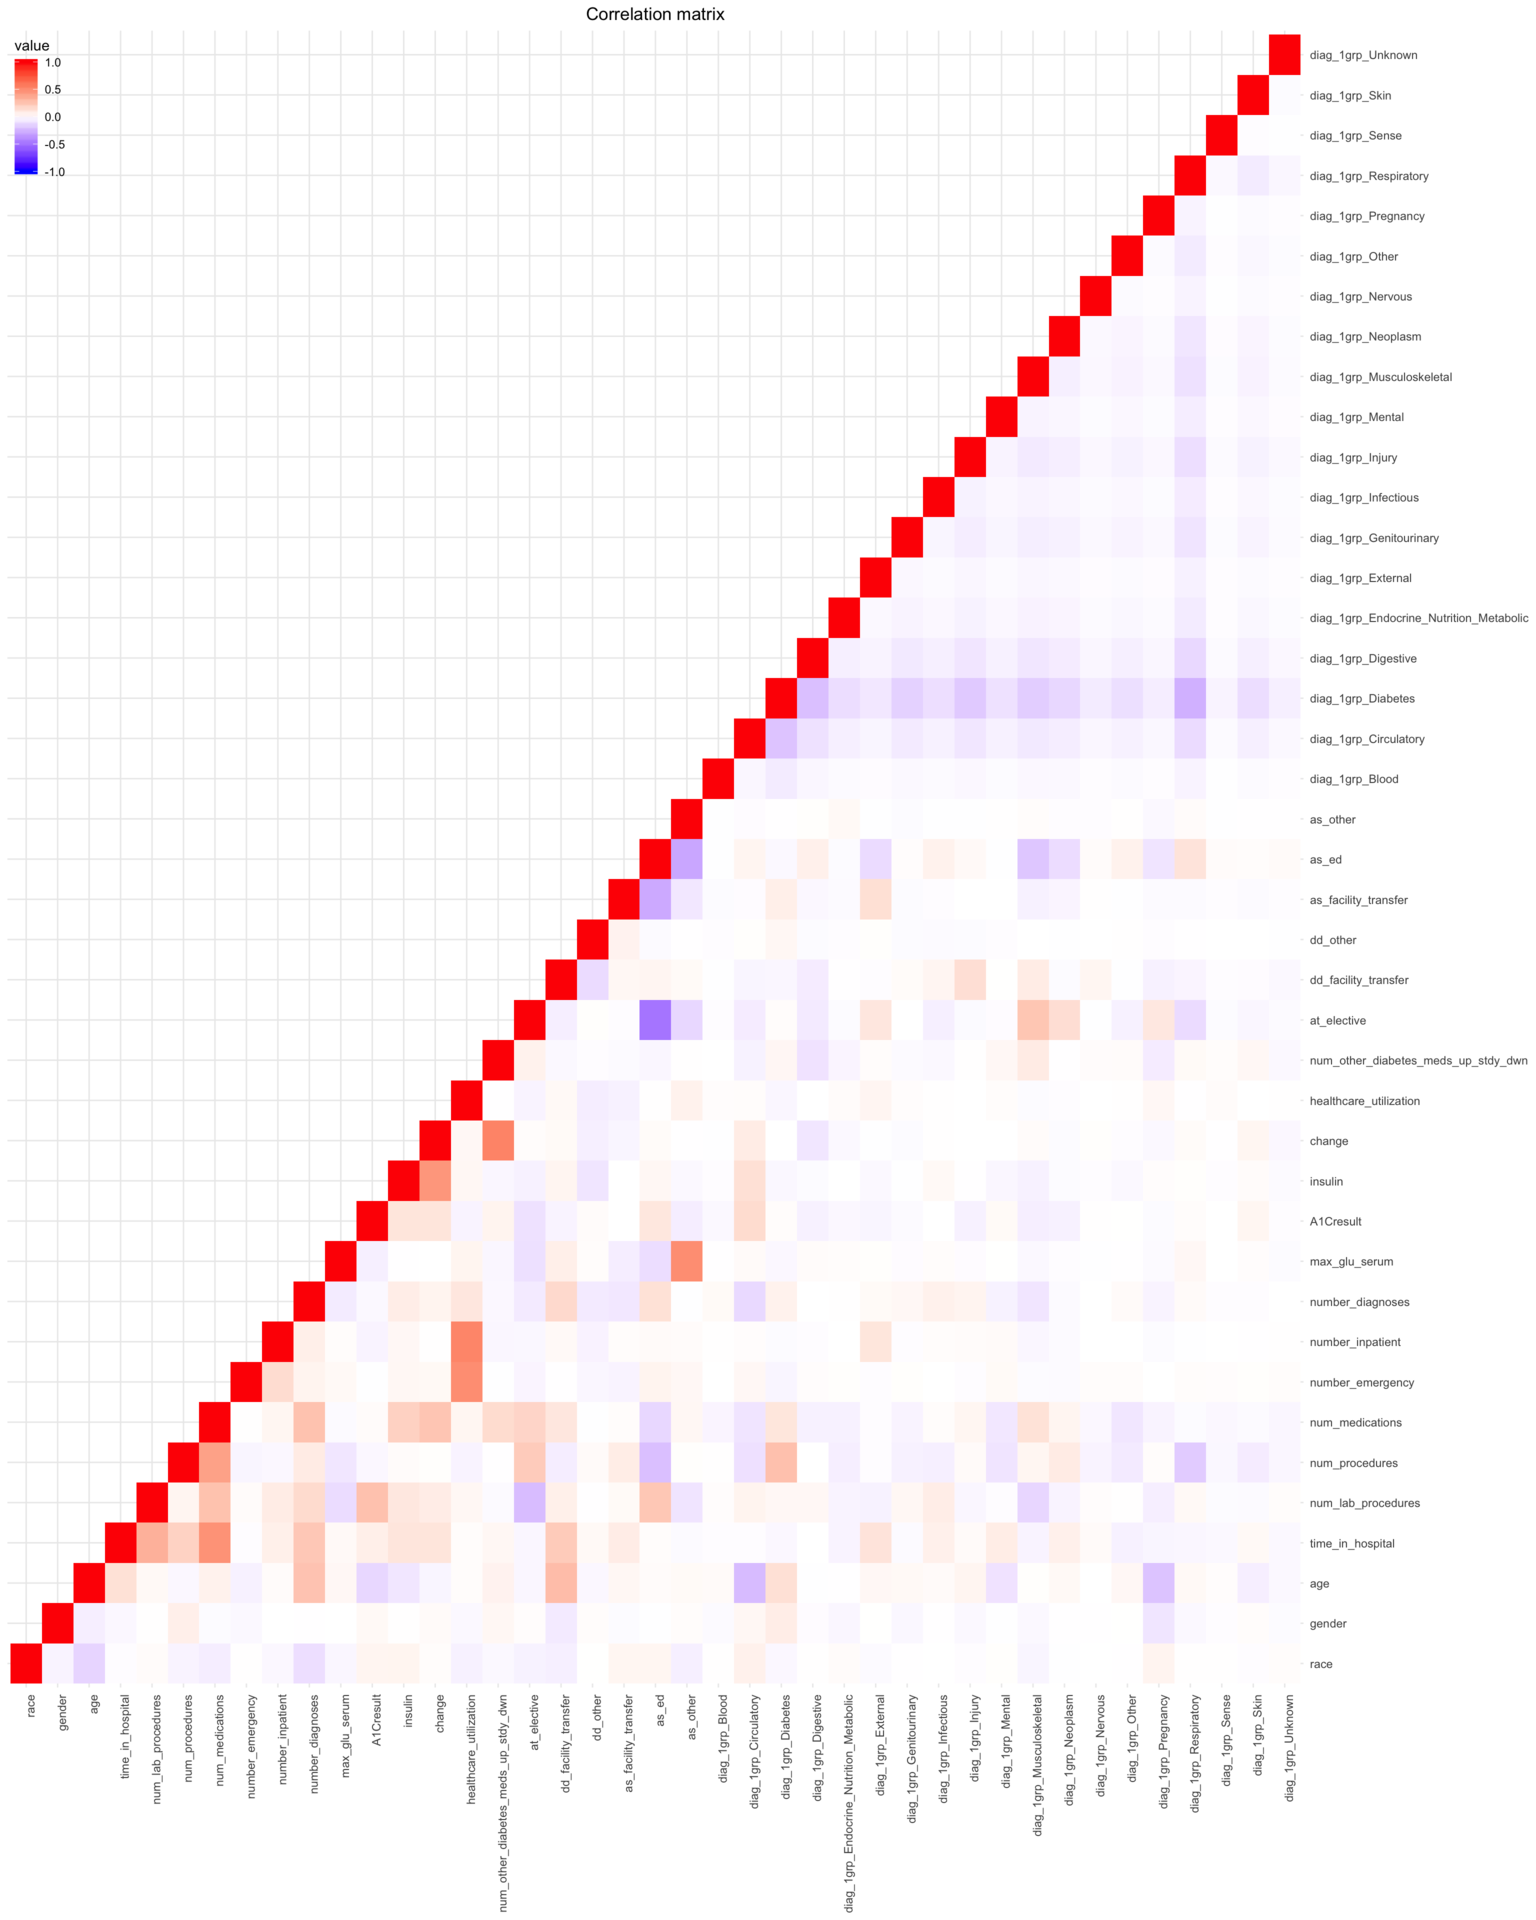 Correlation matrix
value
1.0
0.5
0.0
-0.5
-1.0
diag_1grp_Unknown
diag_1grp_Skin
diag_1grp_Sense
diag_1grp_Respiratory
diag_1grp_Pregnancy
diag_1grp_Other
diag_1grp_Nervous
diag_1grp_Neoplasm
diag_1grp_Musculoskeletal
diag_1grp_Mental
diag_1grp_Injury
diag_1grp_Infectious
diag_1grp_Genitourinary
diag_1grp_External
diag_1grp_Endocrine_Nutrition_Metabolic
diag_1grp_Digestive
diag_1grp_Diabetes
diag_1grp_Circulatory
diag_1grp_Blood
as_other
as_ed
as_facility_transfer
dd_other
dd_facility_transfer
at_elective
num_other_diabetes_meds_up_stdy_dwn
healthcare_utilization
change
insulin
A1Cresult
max_glu_serum
number_diagnoses
number_inpatient
number_emergency
num_medications
num_procedures
num_lab_procedures
time_in_hospital
age
gender
race
race
gender
age
time_in_hospital
num_lab_procedures
num_procedures
num_medications
number_emergency
number_inpatient
number_diagnoses
max_glu_serum
A1Cresult
insulin
change
healthcare_utilization
num_other_diabetes_meds_up_stdy_dwn
at_elective
dd_facility_transfer
dd_other
as_facility_transfer
as_ed
as_other
diag_1grp_Blood
diag_1grp_Circulatory
diag_1grp_Diabetes
diag_1grp_Digestive
diag_1grp_Endocrine_Nutrition_Metabolic
diag_1grp_External
diag_1grp_Genitourinary
diag_1grp_Infectious
diag_1grp_Injury
diag_1grp_Mental
diag_1grp_Musculoskeletal
diag_1grp_Neoplasm
diag_1grp_Nervous
diag_1grp_Other
diag_1grp_Pregnancy
diag_1grp_Respiratory
diag_1grp_Sense
diag_1grp_Skin
diag_1grp_Unknown